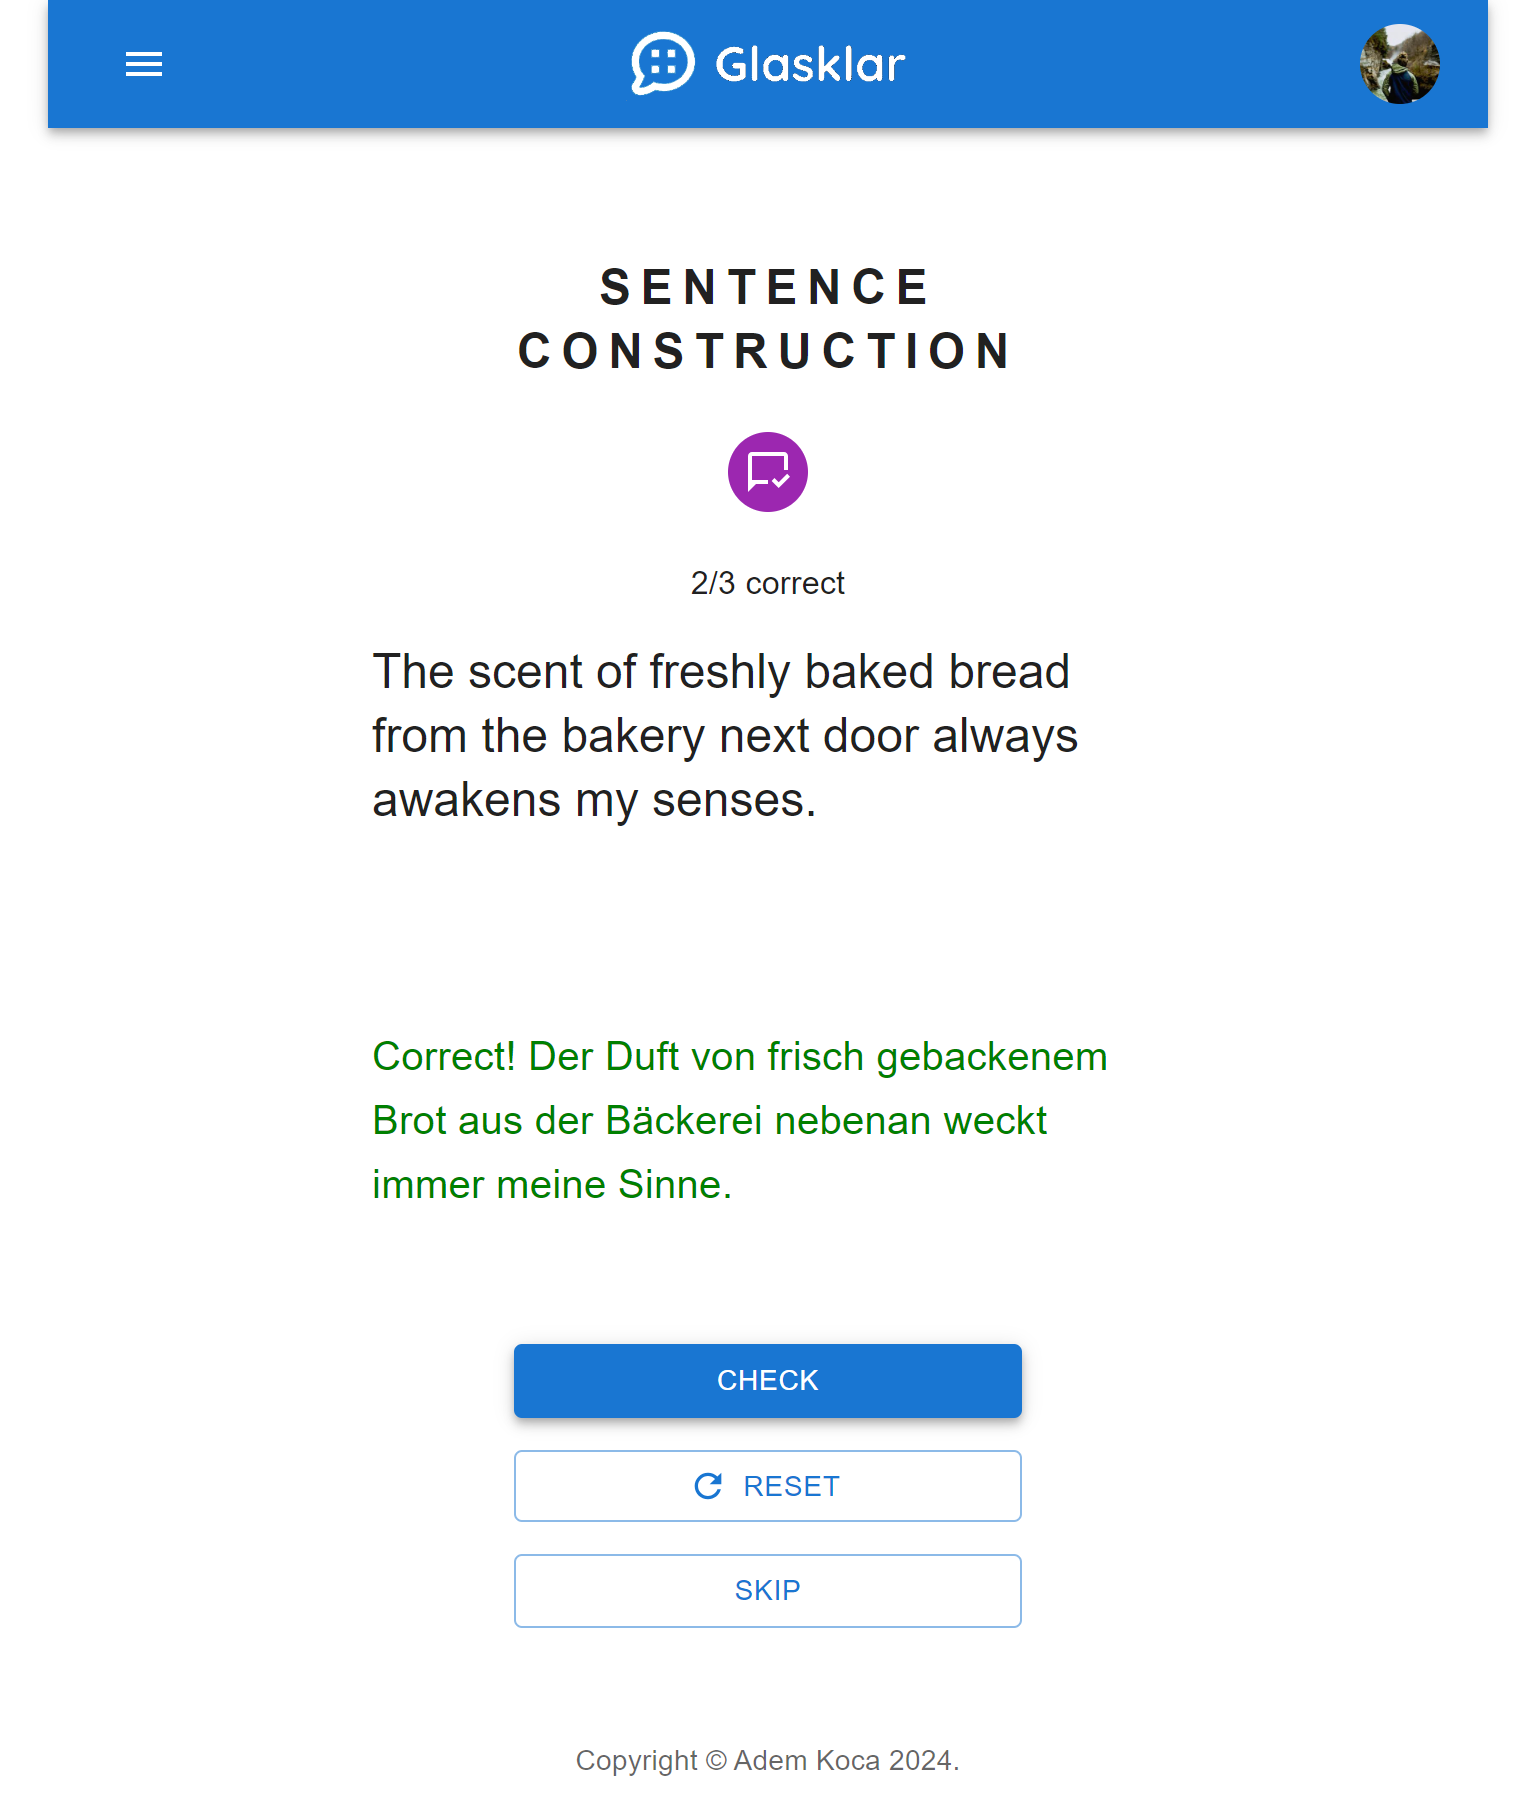 Glasklar
SENTENCE
CONSTRUCTION
2/3 correct
The scent of freshly baked bread
from the bakery next door always
awakens my senses.
Correct! Der Duft von frisch gebackenem
Brot aus der Bäckerei nebenan weckt
immer meine Sinne.
CHECK
RESET
SKIP
Copyright © Adem Koca 2024.